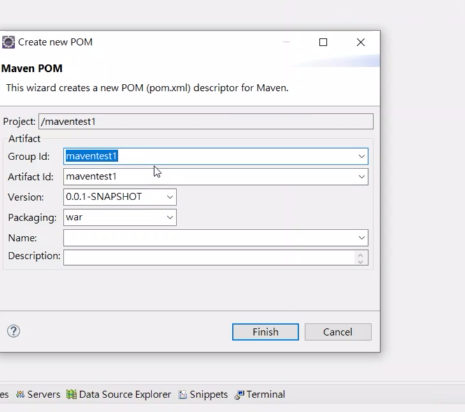 Create new POM
Maven POM
This wizard creates a new POM (pom.xml) descriptor for Maven.
Project: /maventest1
Artifact
Group Id: maventest1
Artifact Id: maventest1
Version: 0.0.1-SNAPSHOT
Packaging: war
Name:
Description:
? Finish Cancel
es Servers Data Source Explorer Snippets Terminal